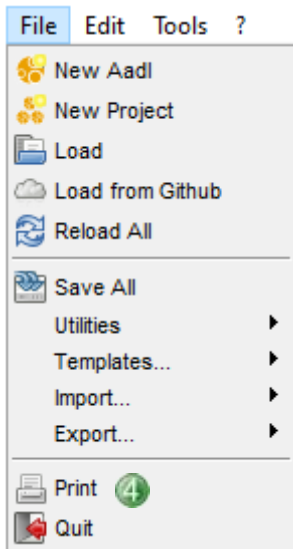 File Edit Tools ?
New Aadl
New Project
Load
Load from Github
Reload All
Save All
Utilities
Templates...
Import...
Export...
Print 4
Quit